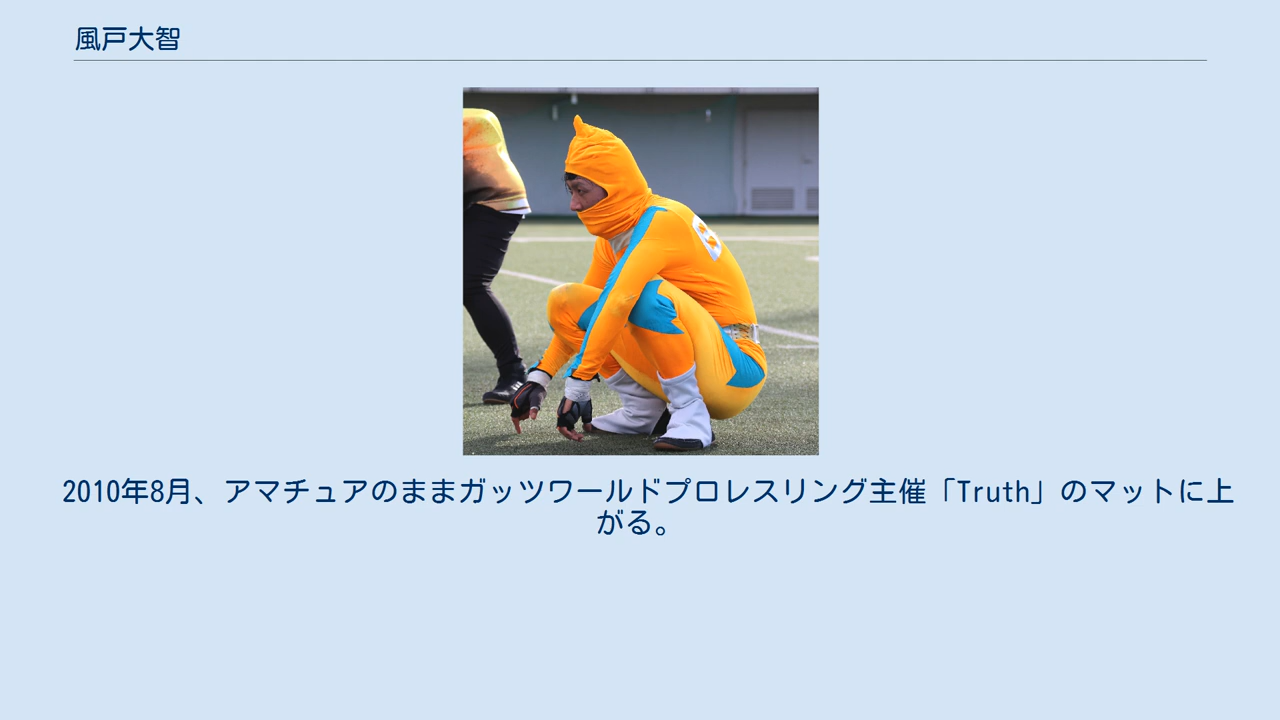 風戸大智
2010年8月、アマチュアのままガッツワールドプロレスリング主催「Truth」のマットに上
がる。